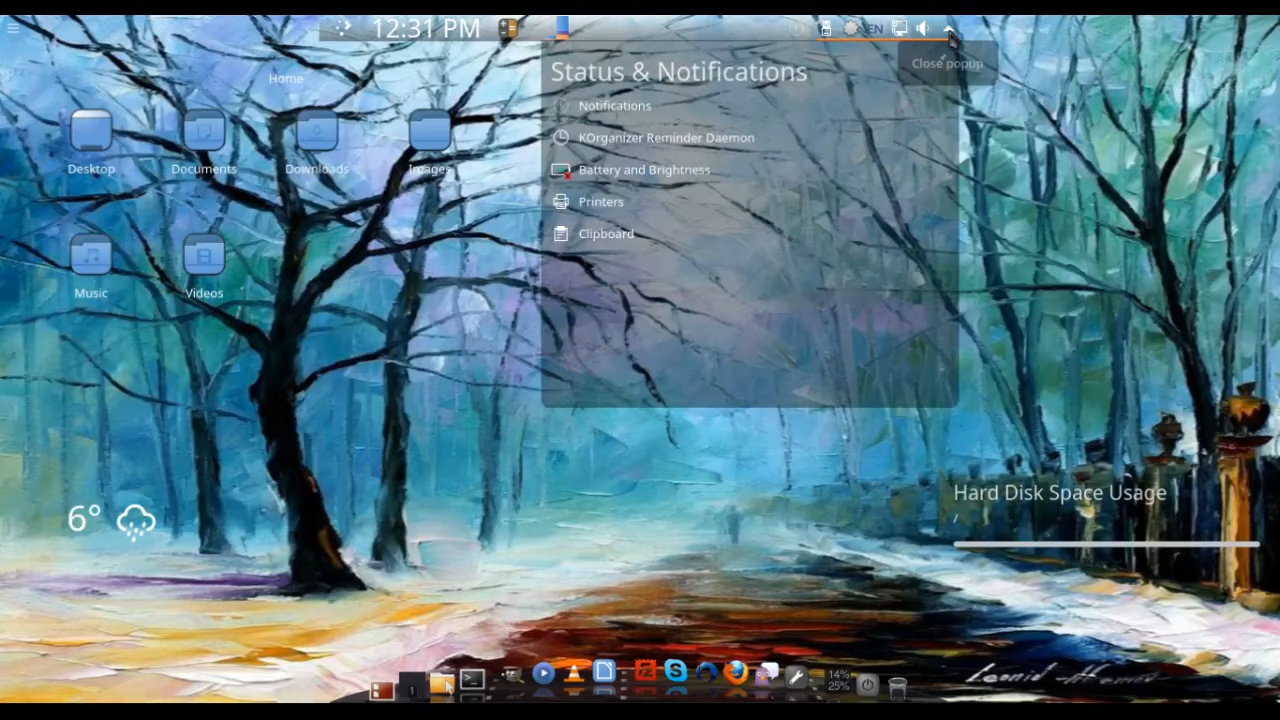 12:31 PM
EN
Close popup
Status & Notifications
Notifications
KOrganizer Reminder Daemon
Battery and Brightness
Printers
Clipboard
Home
Desktop
Documents
Downloads
Images
Music
Videos
6°
Hard Disk Space Usage
/
1
14%
25%